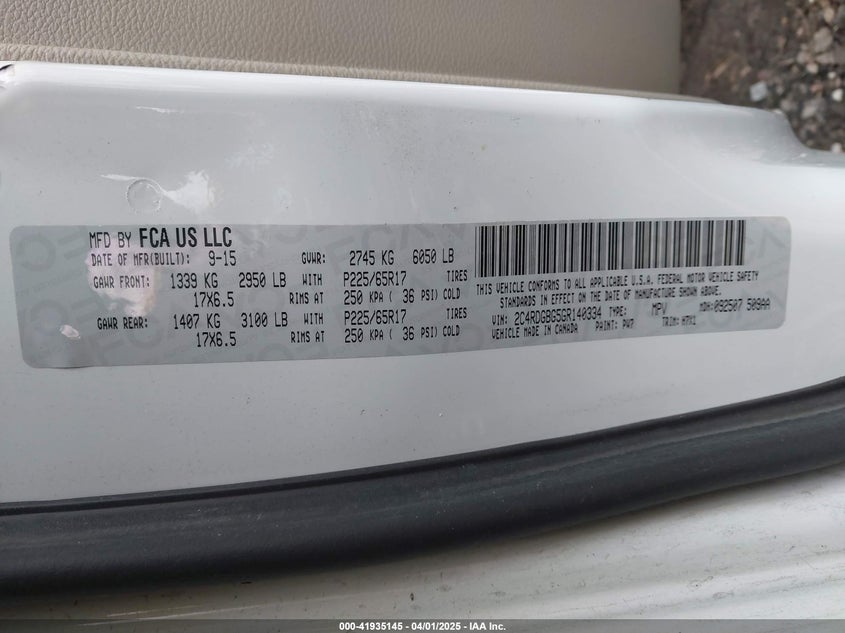 MFD BY FCA US LLC
DATE OF MFR(BUILT): 9-15 GVWR: 2745 KG 6050 LB
GAWR FRONT: 1339 KG 2950 LB WITH P225/65R17 TIRES
17X6.5 RIMS AT 250 KPA ( 36 PSI) COLD
GAWR REAR: 1407 KG 3100 LB WITH P225/65R17 TIRES
17X6.5 RIMS AT 250 KPA ( 36 PSI) COLD
THIS VEHICLE CONFORMS TO ALL APPLICABLE U.S.A. FEDERAL MOTOR VEHICLE SAFETY
STANDARDS IN EFFECT ON THE DATE OF MANUFACTURE SHOWN ABOVE.
VIN: 2C4RDGBG5GR140334 TYPE: MPV MDH: 092507 509AA
VEHICLE MADE IN CANADA PAINT: PW7 TRIM: H7X1
000-41935145 - 04/01/2025 - IAA Inc.